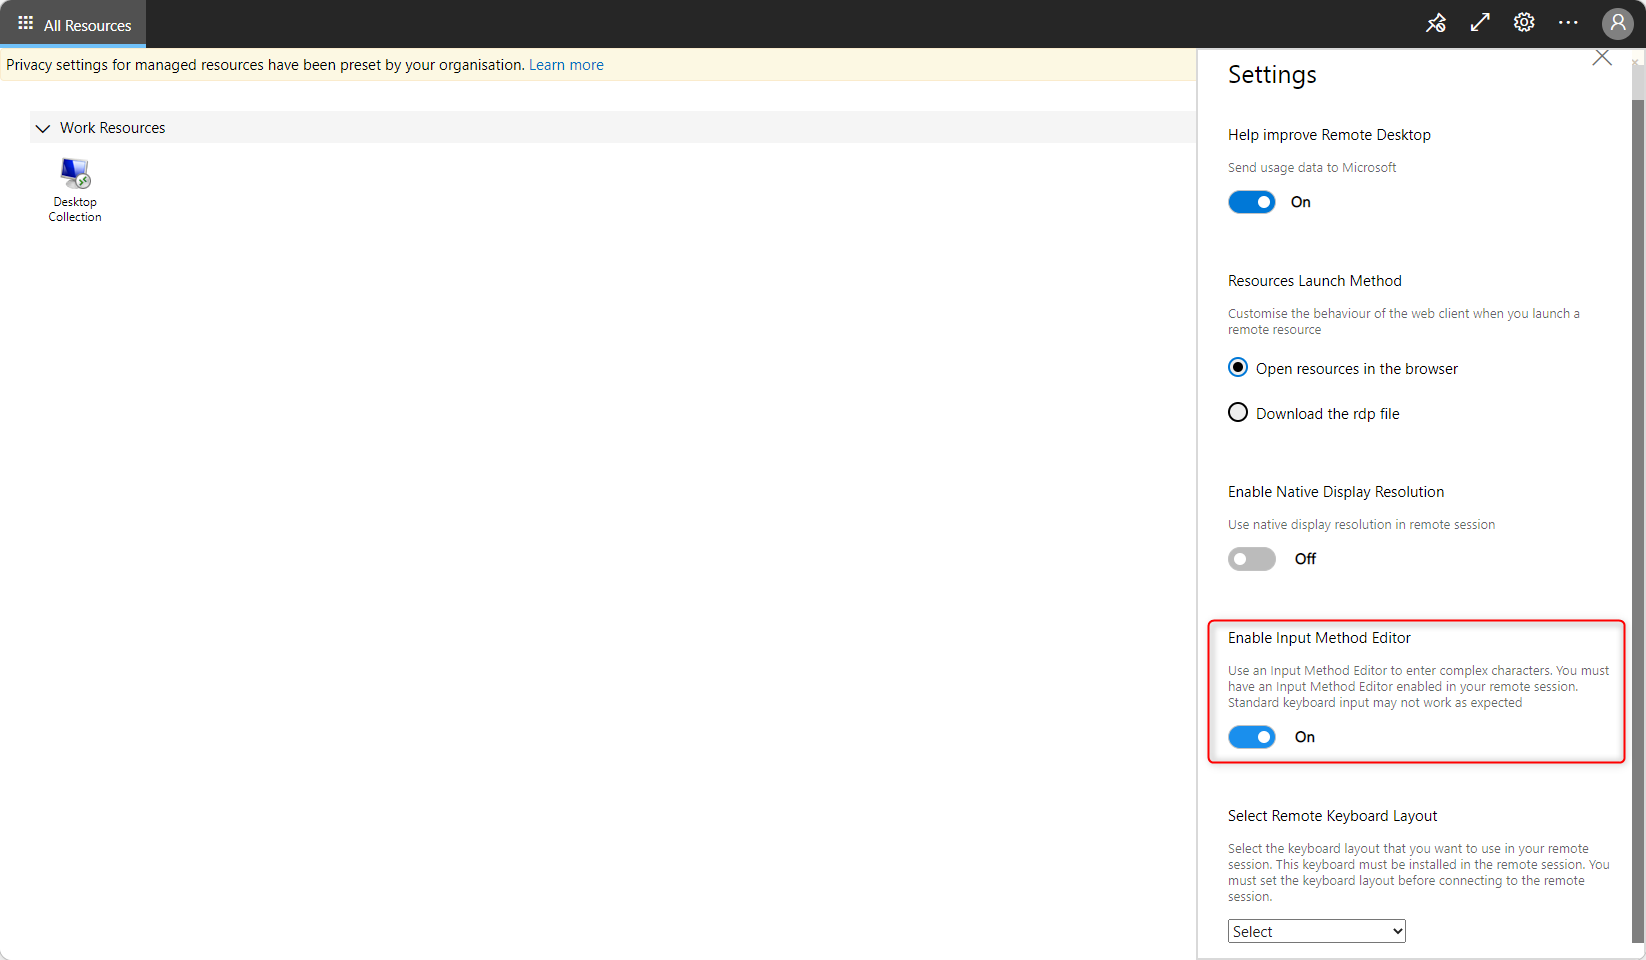 All Resources
Privacy settings for managed resources have been preset by your organisation. Learn more
Work Resources
Desktop
Collection
Settings
Help improve Remote Desktop
Send usage data to Microsoft
On
Resources Launch Method
Customise the behaviour of the web client when you launch a
remote resource
Open resources in the browser
Download the rdp file
Enable Native Display Resolution
Use native display resolution in remote session
Off
Enable Input Method Editor
Use an Input Method Editor to enter complex characters. You must
have an Input Method Editor enabled in your remote session.
Standard keyboard input may not work as expected
On
Select Remote Keyboard Layout
Select the keyboard layout that you want to use in your remote
session. This keyboard must be installed in the remote session. You
must set the keyboard layout before connecting to the remote
session.
Select